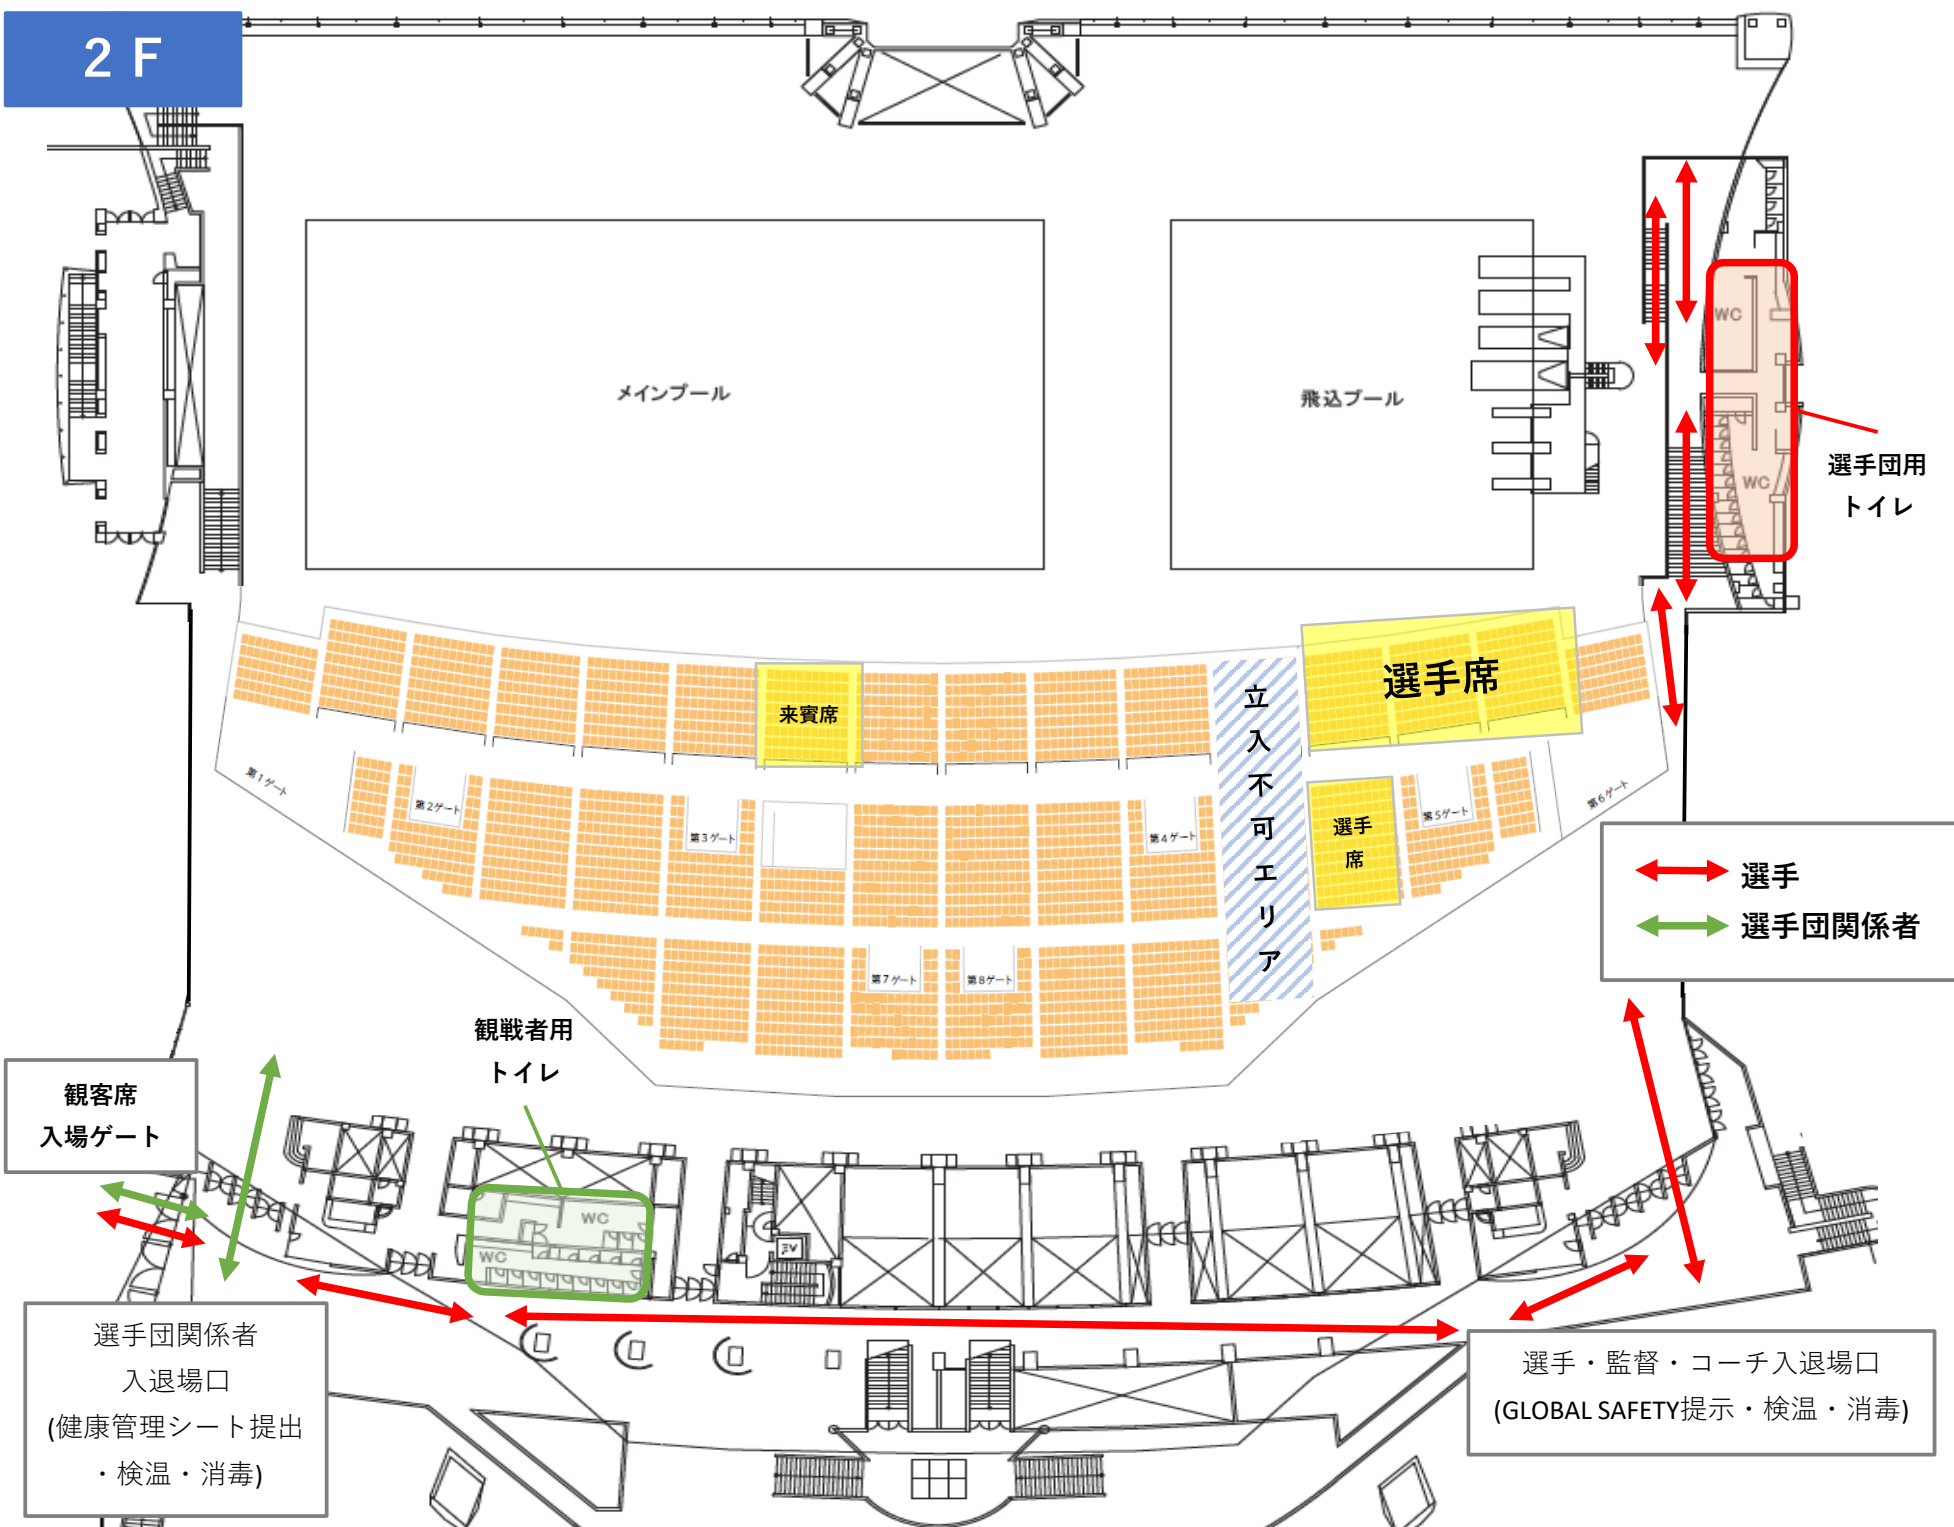 ２Ｆ
メインプール
飛込プール
WC
WC
選手団用
トイレ
来賓席
選手席
立入不可エリア
選手
席
第1ゲート
第2ゲート
第3ゲート
第4ゲート
第5ゲート
第6ゲート
第7ゲート
第8ゲート
選手
選手団関係者
観戦者用
トイレ
観客席
入場ゲート
WC
WC
EV
選手団関係者
入退場口
(健康管理シート提出
・検温・消毒)
選手・監督・コーチ入退場口
(GLOBAL SAFETY提示・検温・消毒)